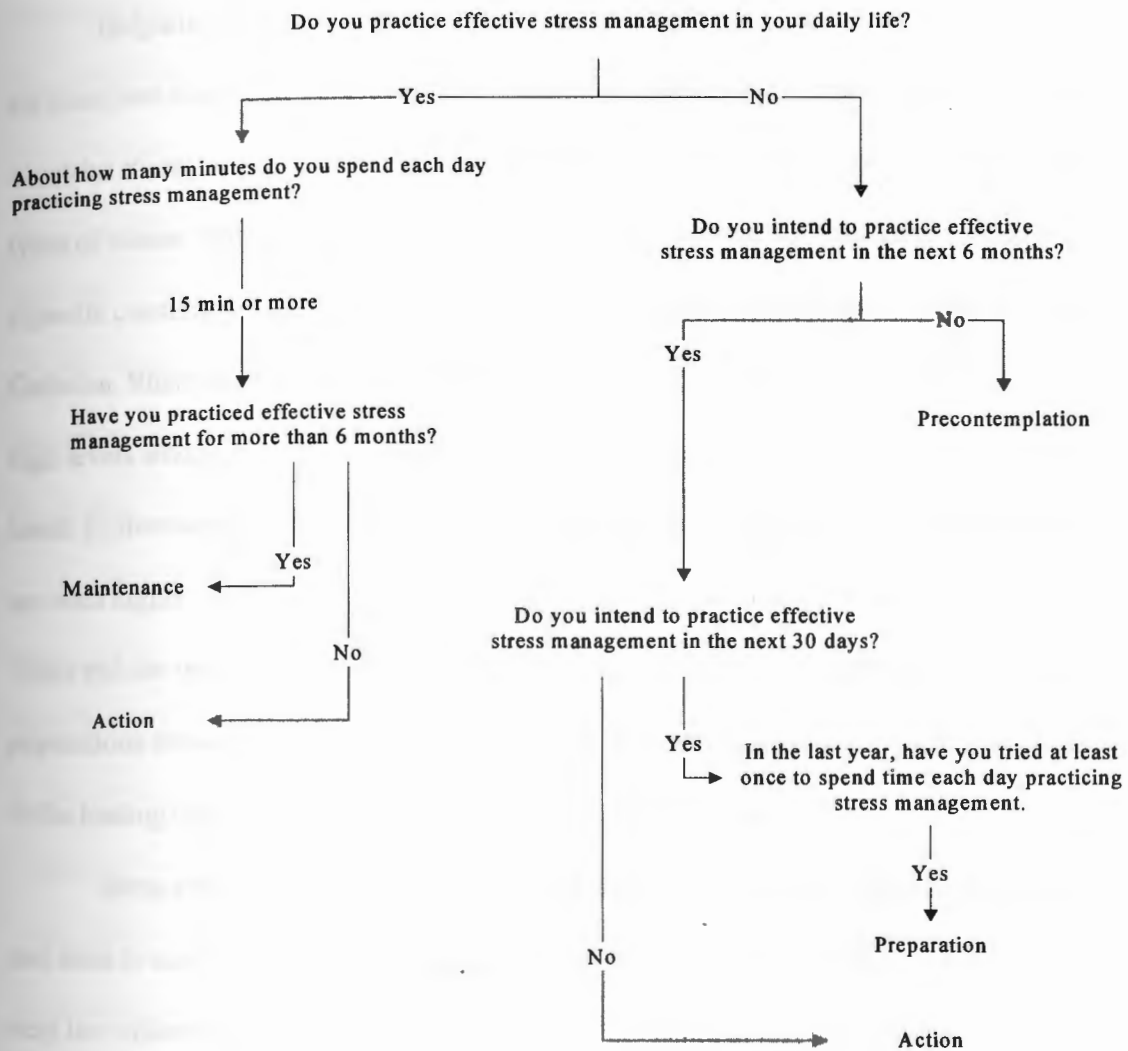 Do you practice effective stress management in your daily life?
Yes
No
About how many minutes do you spend each day
practicing stress management?
Do you intend to practice effective
stress management in the next 6 months?
15 min or more
No
Yes
Have you practiced effective stress
management for more than 6 months?
Precontemplation
Yes
Maintenance
Do you intend to practice effective
stress management in the next 30 days?
No
Action
Yes
In the last year, have you tried at least
once to spend time each day practicing
stress management.
Yes
Preparation
No
Action